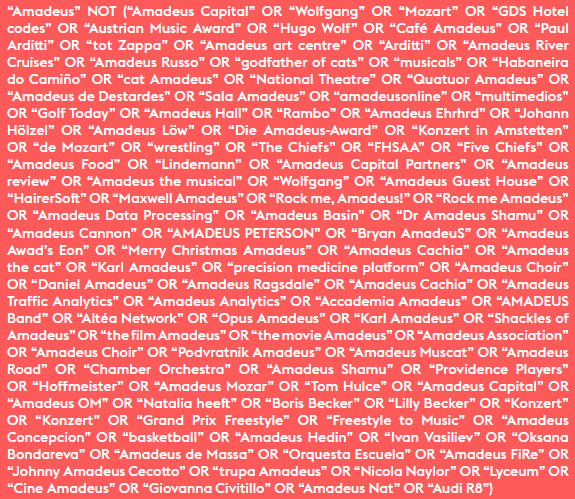 “Amadeus” NOT (“Amadeus Capital” OR “Wolfgang” OR “Mozart” OR “GDS Hotel
codes” OR “Austrian Music Award” OR “Hugo Wolf” OR “Café Amadeus” OR “Paul
Arditti” OR “tot Zappa” OR “Amadeus art centre” OR “Arditti” OR “Amadeus River
Cruises” OR “Amadeus Russo” OR “godfather of cats” OR “musicals” OR “Habaneira
do Camiño” OR “cat Amadeus” OR “National Theatre” OR “Quatuor Amadeus” OR
“Amadeus de Destardes” OR “Sala Amadeus” OR “amadeusonline” OR “multimedios”
OR “Golf Today” OR “Amadeus Hall” OR “Rambo” OR “Amadeus Ehrhrd” OR “Johann
Hölzel” OR “Amadeus Löw” OR “Die Amadeus-Award” OR “Konzert in Amstetten”
OR “de Mozart” OR “wrestling” OR “The Chiefs” OR “FHSAA” OR “Five Chiefs” OR
“Amadeus Food” OR “Lindemann” OR “Amadeus Capital Partners” OR “Amadeus
review” OR “Amadeus the musical” OR “Wolfgang” OR “Amadeus Guest House” OR
“HairerSoft” OR “Maxwell Amadeus” OR “Rock me, Amadeus!” OR “Rock me Amadeus”
OR “Amadeus Data Processing” OR “Amadeus Basin” OR “Dr Amadeus Shamu” OR
“Amadeus Cannon” OR “AMADEUS PETERSON” OR “Bryan AmadeuS” OR “Amadeus
Awad’s Eon” OR “Merry Christmas Amadeus” OR “Amadeus Cachia” OR “Amadeus
the cat” OR “Karl Amadeus” OR “precision medicine platform” OR “Amadeus Choir”
OR “Daniel Amadeus” OR “Amadeus Ragsdale” OR “Amadeus Cachia” OR “Amadeus
Traffic Analytics” OR “Amadeus Analytics” OR “Accademia Amadeus” OR “AMADEUS
Band” OR “Altéa Network” OR “Opus Amadeus” OR “Karl Amadeus” OR “Shackles of
Amadeus” OR “the film Amadeus” OR “the movie Amadeus” OR “Amadeus Association”
OR “Amadeus Choir” OR “Podvratnik Amadeus” OR “Amadeus Muscat” OR “Amadeus
Road” OR “Chamber Orchestra” OR “Amadeus Shamu” OR “Providence Players”
OR “Hoffmeister” OR “Amadeus Mozar” OR “Tom Hulce” OR “Amadeus Capital” OR
“Amadeus OM” OR “Natalia heeft” OR “Boris Becker” OR “Lilly Becker” OR “Konzert”
OR “Konzert” OR “Grand Prix Freestyle” OR “Freestyle to Music” OR “Amadeus
Concepcion” OR “basketball” OR “Amadeus Hedin” OR “Ivan Vasiliev” OR “Oksana
Bondareva” OR “Amadeus de Massa” OR “Orquesta Escuela” OR “Amadeus FiRe” OR
“Johnny Amadeus Cecotto” OR “trupa Amadeus” OR “Nicola Naylor” OR “Lyceum” OR
“Cine Amadeus” OR “Giovanna Civitillo” OR “Amadeus Nat” OR “Audi R8”)